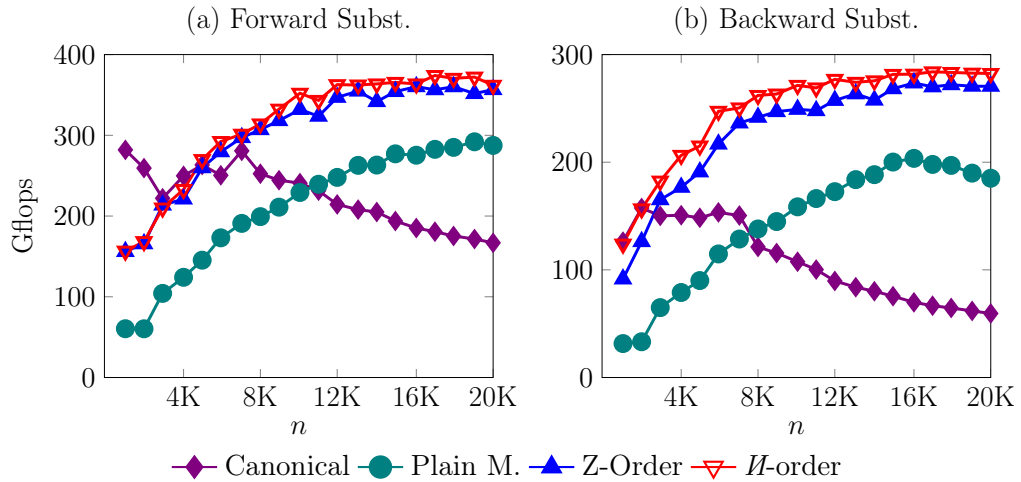 (a) Forward Subst.
(b) Backward Subst.
Gflops
400
300
200
100
0
4K 8K 12K 16K 20K
n
300
200
100
0
4K 8K 12K 16K 20K
n
Canonical Plain M. Z-Order И-order